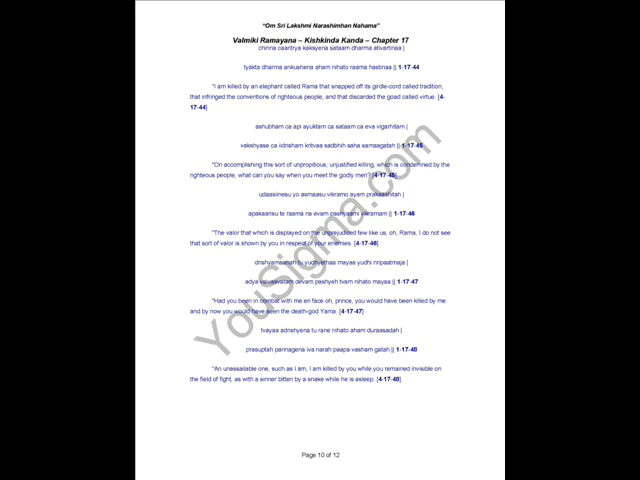 “Om Sri Lakshmi Narashimhan Nahama”
Valmiki Ramayana – Kishkinda Kanda – Chapter 17
chinna caaritrya kaksyena sataam dharma ativartinaa |
tyakta dharma ankushena aham nihato raama hastinaa || 1-17-44
"I am killed by an elephant called Rama that snapped off its girdle-cord called tradition,
that infringed the conventions of righteous people, and that discarded the goad called virtue. [4-
17-44]
ashubham ca api ayuktam ca sataam ca eva vigarhitam |
vakshyase ca iidrisham kritvaa sadbhih saha samaagatah || 1-17-45
"On accomplishing this sort of unpropitious, unjustified killing, which is condemned by the
righteous people, what can you say when you meet the godly men? [4-17-45]
udaasiinesu yo asmaasu vikramo ayam prakaashitah |
apakaarisu te raama na evam pashyaami vikramam || 1-17-46
"The valor that which is displayed on the unprejudiced few like us, oh, Rama, I do not see
that sort of valor is shown by you in respect of your enemies. [4-17-46]
drishyamaanah tu yudhyethaa mayaa yudhi nripaatmaja |
adya vaivasvatam devam pashyeh tvam nihato mayaa || 1-17-47
"Had you been in combat with me en face oh, prince, you would have been killed by me
and by now you would have seen the death-god Yama. [4-17-47]
tvayaa adrishyena tu rane nihato aham duraasadah |
prasuptah pannagena iva narah paapa vasham gatah || 1-17-48
"An unassailable one, such as I am, I am killed by you while you remained invisible on
the field of fight, as with a sinner bitten by a snake while he is asleep. [4-17-48]
YouSigma.com
Page 10 of 12